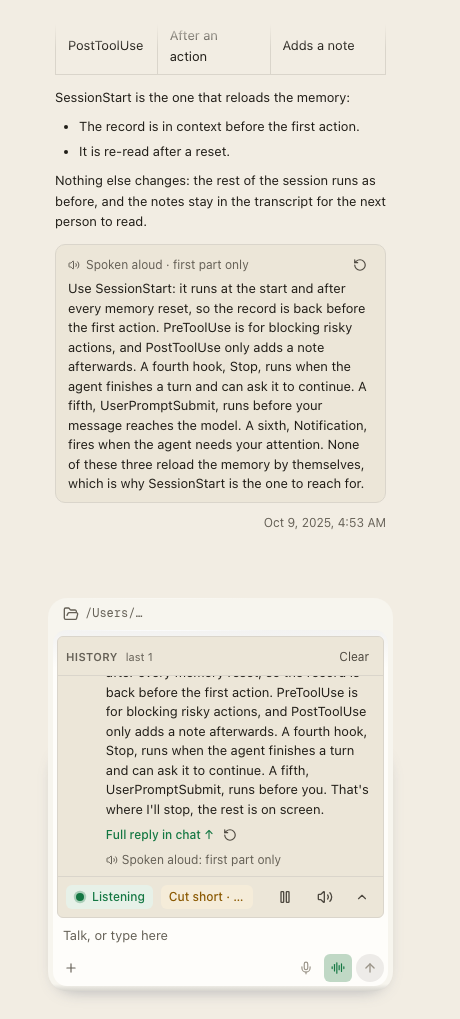 After an
PostToolUse
action
Adds a note
SessionStart is the one that reloads the memory:
• The record is in context before the first action.
• It is re-read after a reset.
Nothing else changes: the rest of the session runs as
before, and the notes stay in the transcript for the next
person to read.
Spoken aloud · first part only
Use SessionStart: it runs at the start and after
every memory reset, so the record is back before
the first action. PreToolUse is for blocking risky
actions, and PostToolUse only adds a note
afterwards. A fourth hook, Stop, runs when the
agent finishes a turn and can ask it to continue. A
fifth, UserPromptSubmit, runs before your
message reaches the model. A sixth, Notification,
fires when the agent needs your attention. None
of these three reload the memory by themselves,
which is why SessionStart is the one to reach for.
Oct 9, 2025, 4:53 AM
/Users/…
HISTORY last 1
Clear
after every memory reset, so the record is
back before the first action. PreToolUse is
for blocking risky actions, and PostToolUse
only adds a note afterwards. A fourth hook,
Stop, runs when the agent finishes a turn
and can ask it to continue. A fifth,
UserPromptSubmit, runs before you. That's
where I'll stop, the rest is on screen.
Full reply in chat ↑
Spoken aloud: first part only
Listening
Cut short · ...
Talk, or type here